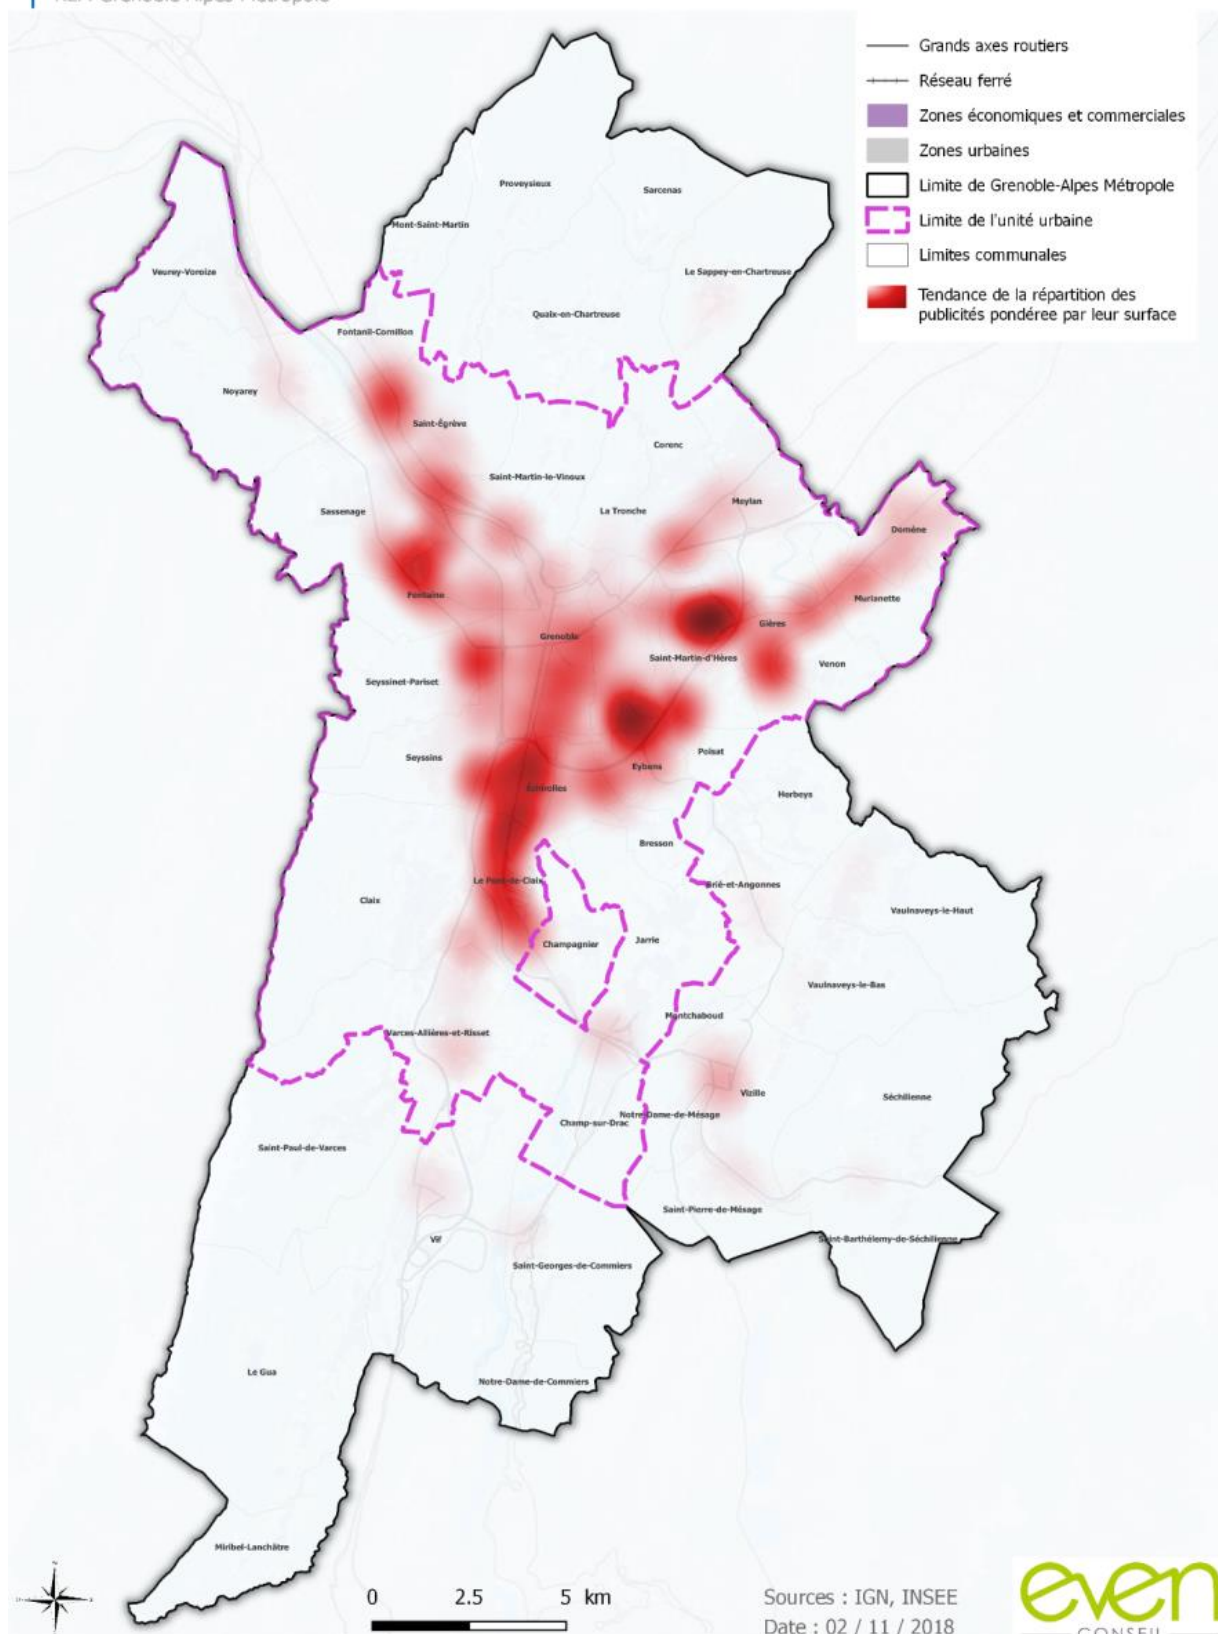 Grands axes routiers
Réseau ferré
Zones économiques et commerciales
Zones urbaines
Limite de Grenoble-Alpes Métropole
Limite de l'unité urbaine
Limites communales
Tendance de la répartition des
publicités pondérée par leur surface
Proveysieux
Sarcenas
Mont-Saint-Martin
Veurey-Voroize
Le Sappey-en-Chartreuse
Quaix-en-Chartreuse
Fontanil-Cornillon
Noyarey
Saint-Égrève
Corenc
Saint-Martin-le-Vinoux
Meylan
Sassenage
La Tronche
Domène
Fontaine
Murianette
Gières
Grenoble
Saint-Martin-d'Hères
Venon
Seyssinet-Pariset
Poisat
Seyssins
Eybens
Échirolles
Herbeys
Bresson
Le Pont-de-Claix
Brié-et-Angonnes
Claix
Vaulnaveys-le-Haut
Champagnier
Jarrie
Vaulnaveys-le-Bas
Montchaboud
Varces-Allières-et-Risset
Vizille
Séchilienne
Notre-Dame-de-Mésage
Champ-sur-Drac
Saint-Paul-de-Varces
Saint-Pierre-de-Mésage
Vif
Saint-Barthélemy-de-Séchilienne
Saint-Georges-de-Commiers
Le Gua
Notre-Dame-de-Commiers
Miribel-Lanchâtre
0 2.5 5 km
Sources : IGN, INSEE
Date : 02 / 11 / 2018
even
CONSEIL